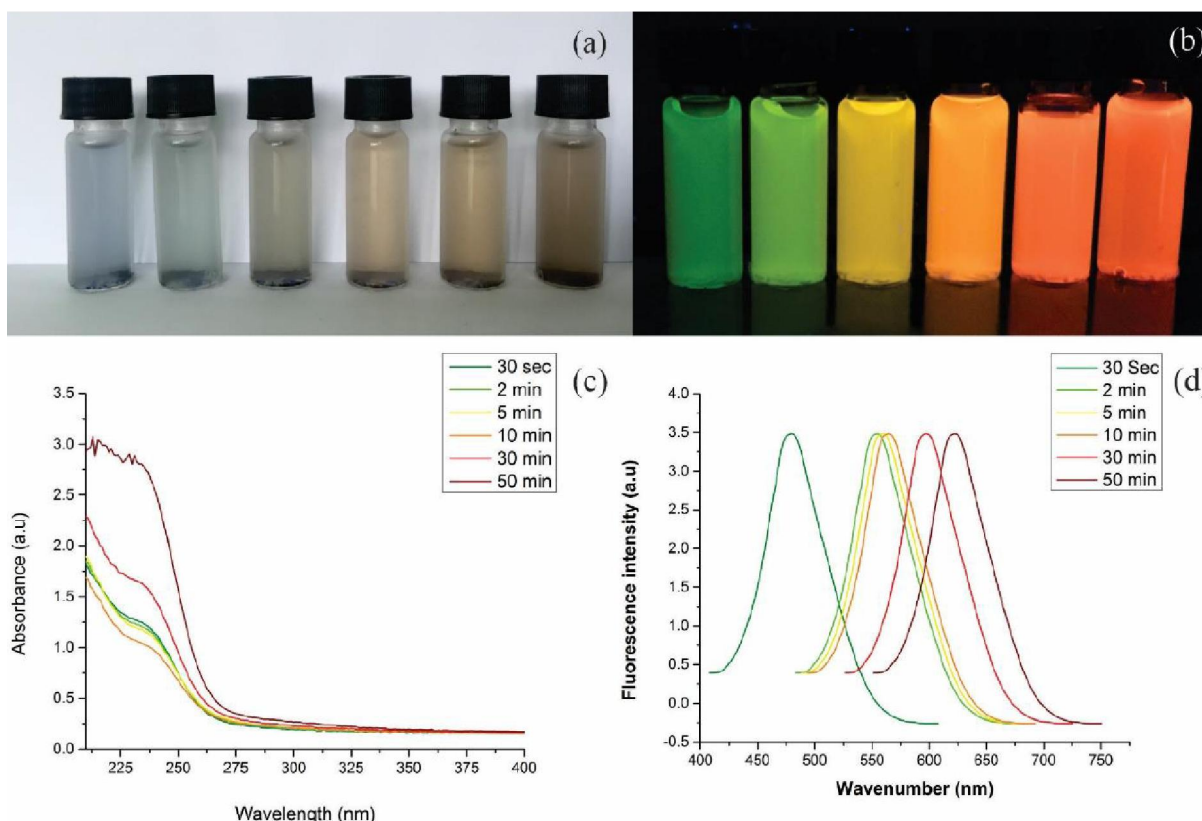 (a)
(b)
(c)
30 sec
2 min
5 min
10 min
30 min
50 min
3.5
3.0
2.5
2.0
1.5
1.0
0.5
0.0
Absorbance (a.u)
225
250
275
300
325
350
375
400
Wavelength (nm)
(d)
30 Sec
2 min
5 min
10 min
30 min
50 min
4.0
3.5
3.0
2.5
2.0
1.5
1.0
0.5
0.0
-0.5
Fluorescence intensity (a.u)
400
450
500
550
600
650
700
750
Wavenumber (nm)